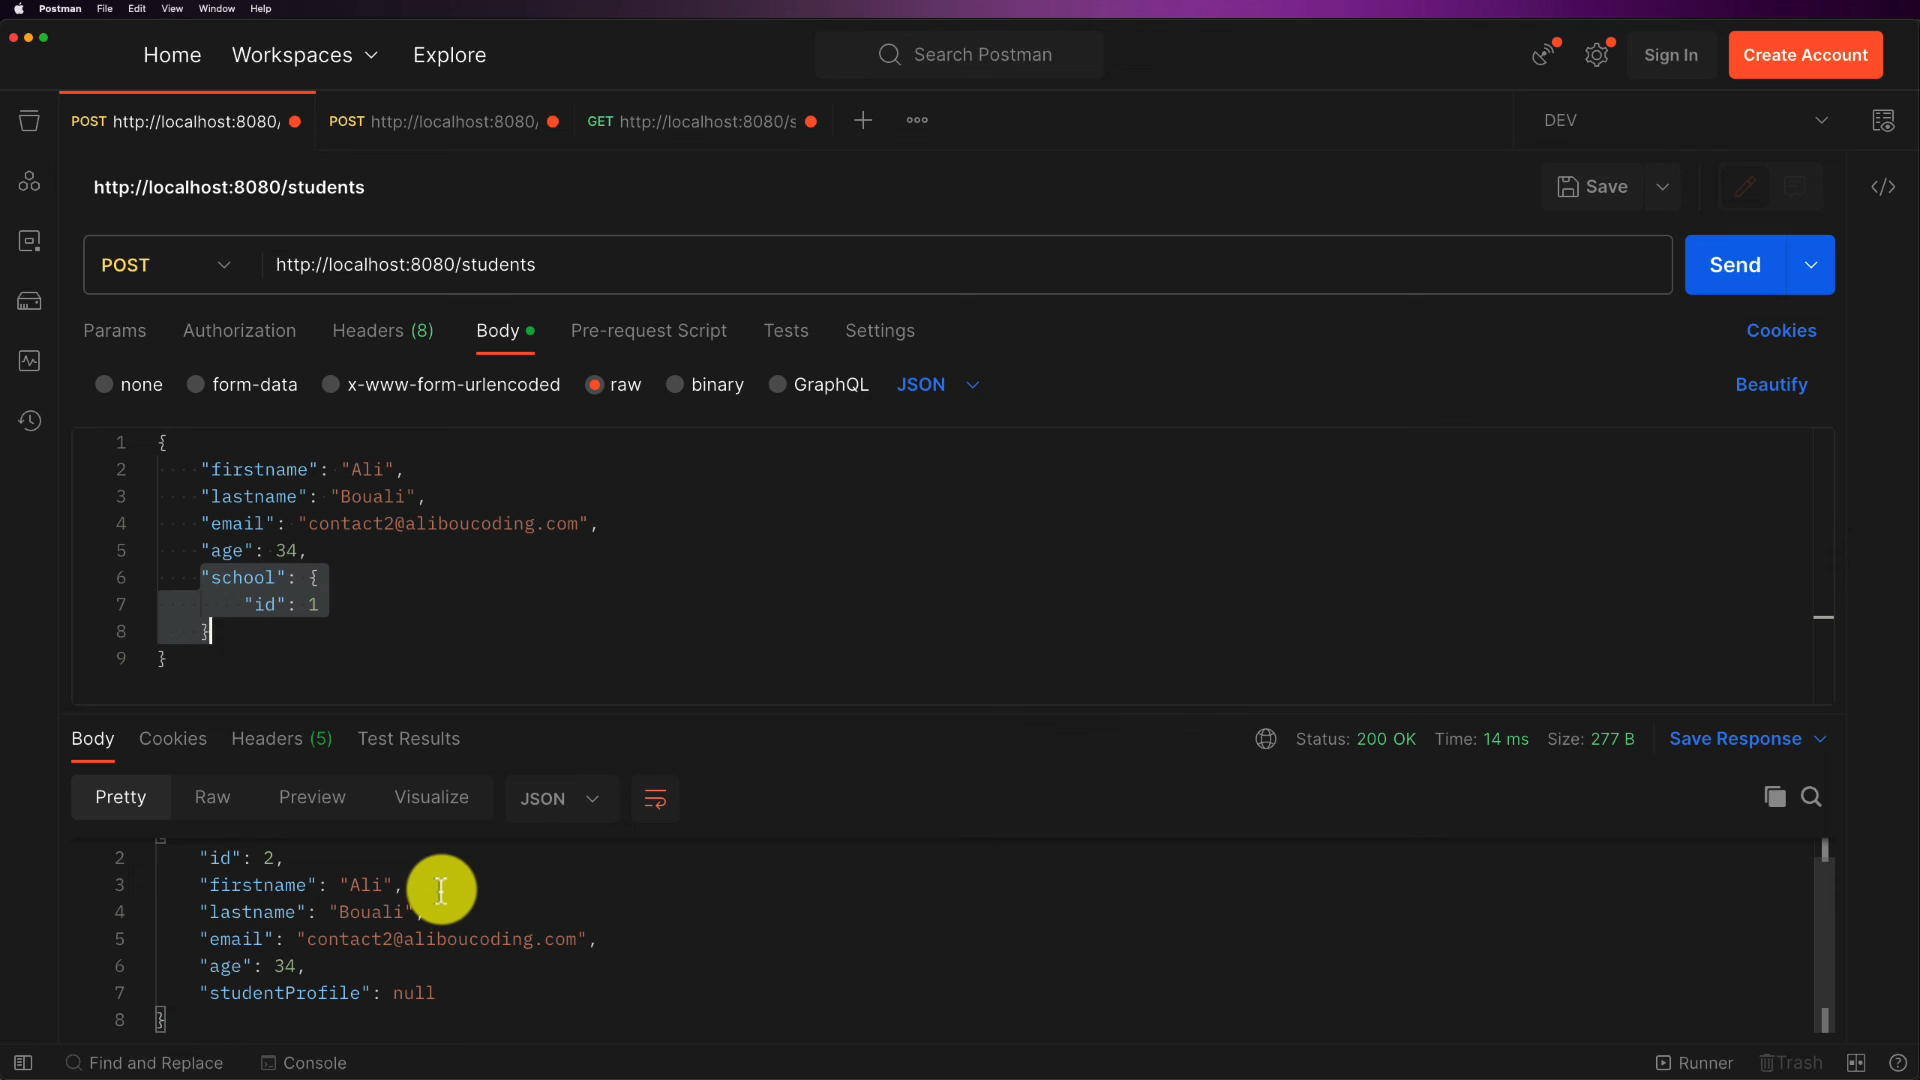 Postman File Edit View Window Help
Home Workspaces Explore Search Postman Sign In Create Account
POST http://localhost:8080/ POST http://localhost:8080/ GET http://localhost:8080/s DEV
http://localhost:8080/students Save
POST http://localhost:8080/students Send
Params Authorization Headers (8) Body Pre-request Script Tests Settings Cookies
none form-data x-www-form-urlencoded raw binary GraphQL JSON Beautify
1 {
2 "firstname": "Ali",
3 "lastname": "Bouali",
4 "email": "contact2@aliboucoding.com",
5 "age": 34,
6 "school": {
7 "id": 1
8 }
9 }
Body Cookies Headers (5) Test Results Status: 200 OK Time: 14 ms Size: 277 B Save Response
Pretty Raw Preview Visualize JSON
2 "id": 2,
3 "firstname": "Ali",
4 "lastname": "Bouali",
5 "email": "contact2@aliboucoding.com",
6 "age": 34,
7 "studentProfile": null
8 }
Find and Replace Console Runner Trash